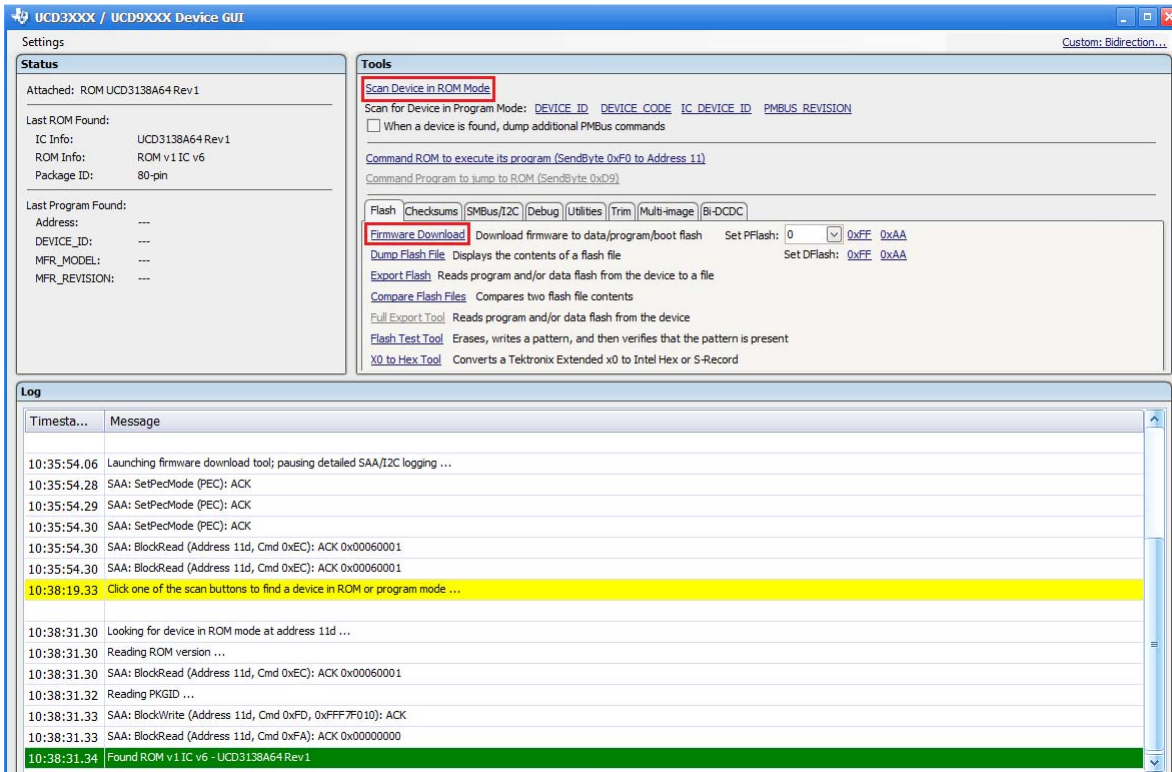 UCD3XXX / UCD9XXX Device GUI
Settings
Custom: Bidirection...
Status
Attached: ROM UCD3138A64 Rev1
Last ROM Found:
IC Info: UCD3138A64 Rev1
ROM Info: ROM v1 IC v6
Package ID: 80-pin
Last Program Found:
Address: ---
DEVICE_ID: ---
MFR_MODEL: ---
MFR_REVISION: ---
Tools
Scan Device in ROM Mode
Scan for Device in Program Mode: DEVICE_ID DEVICE_CODE IC_DEVICE_ID PMBUS_REVISION
When a device is found, dump additional PMBus commands
Command ROM to execute its program (SendByte 0xF0 to Address 11)
Command Program to jump to ROM (SendByte 0xD9)
Flash Checksums SMBus/I2C Debug Utilities Trim Multi-image Bi-DCDC
Firmware Download Download firmware to data/program/boot flash Set PFlash: 0 0xFF 0xAA
Dump Flash File Displays the contents of a flash file Set DFlash: 0xFF 0xAA
Export Flash Reads program and/or data flash from the device to a file
Compare Flash Files Compares two flash file contents
Full Export Tool Reads program and/or data flash from the device
Flash Test Tool Erases, writes a pattern, and then verifies that the pattern is present
X0 to Hex Tool Converts a Tektronix Extended x0 to Intel Hex or S-Record
Log
Timesta... Message
10:35:54.06 Launching firmware download tool; pausing detailed SAA/I2C logging ...
10:35:54.28 SAA: SetPecMode (PEC): ACK
10:35:54.29 SAA: SetPecMode (PEC): ACK
10:35:54.30 SAA: SetPecMode (PEC): ACK
10:35:54.30 SAA: BlockRead (Address 11d, Cmd 0xEC): ACK 0x00060001
10:35:54.30 SAA: BlockRead (Address 11d, Cmd 0xEC): ACK 0x00060001
10:38:19.33 Click one of the scan buttons to find a device in ROM or program mode ...
10:38:31.30 Looking for device in ROM mode at address 11d ...
10:38:31.30 Reading ROM version ...
10:38:31.30 SAA: BlockRead (Address 11d, Cmd 0xEC): ACK 0x00060001
10:38:31.32 Reading PKGID ...
10:38:31.33 SAA: BlockWrite (Address 11d, Cmd 0xFD, 0xFFF7F010): ACK
10:38:31.33 SAA: BlockRead (Address 11d, Cmd 0xFA): ACK 0x00000000
10:38:31.34 Found ROM v1 IC v6 - UCD3138A64 Rev1